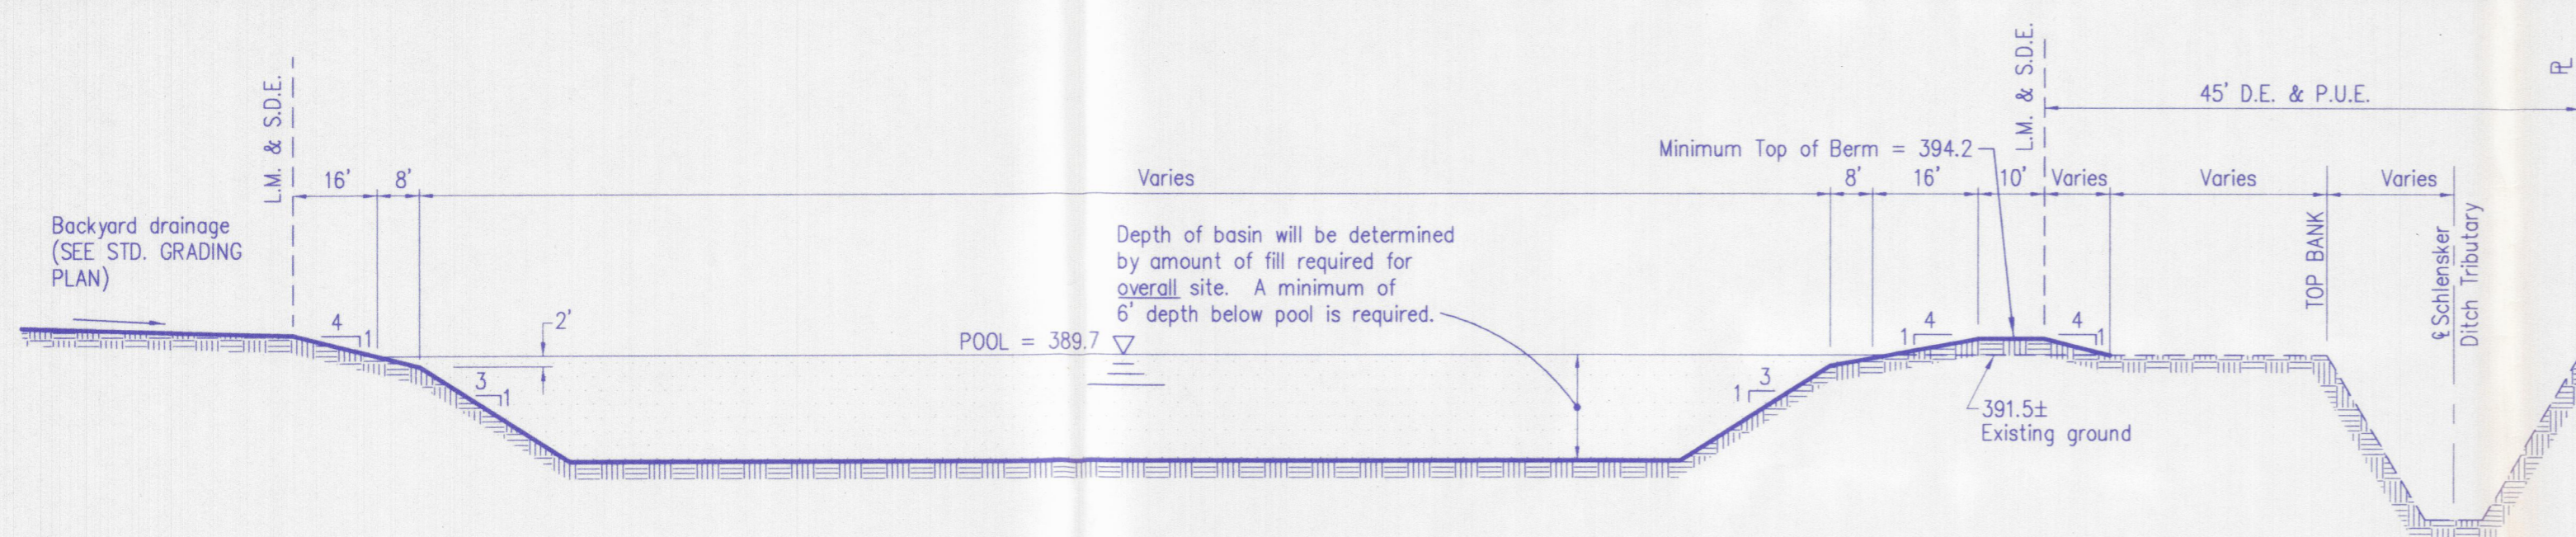 L.M. & S.D.E.
L.M. & S.D.E.
P̲L̲
45' D.E. & P.U.E.
Minimum Top of Berm = 394.2
16'
8'
Varies
8'
16'
10'
Varies
Varies
Varies
Backyard drainage
(SEE STD. GRADING
PLAN)
Depth of basin will be determined
by amount of fill required for
overall site. A minimum of
6' depth below pool is required.
TOP BANK
℄ Schlensker
Ditch Tributary
4
1
2'
POOL = 389.7
3
1
1
3
1
4
4
1
391.5±
Existing ground